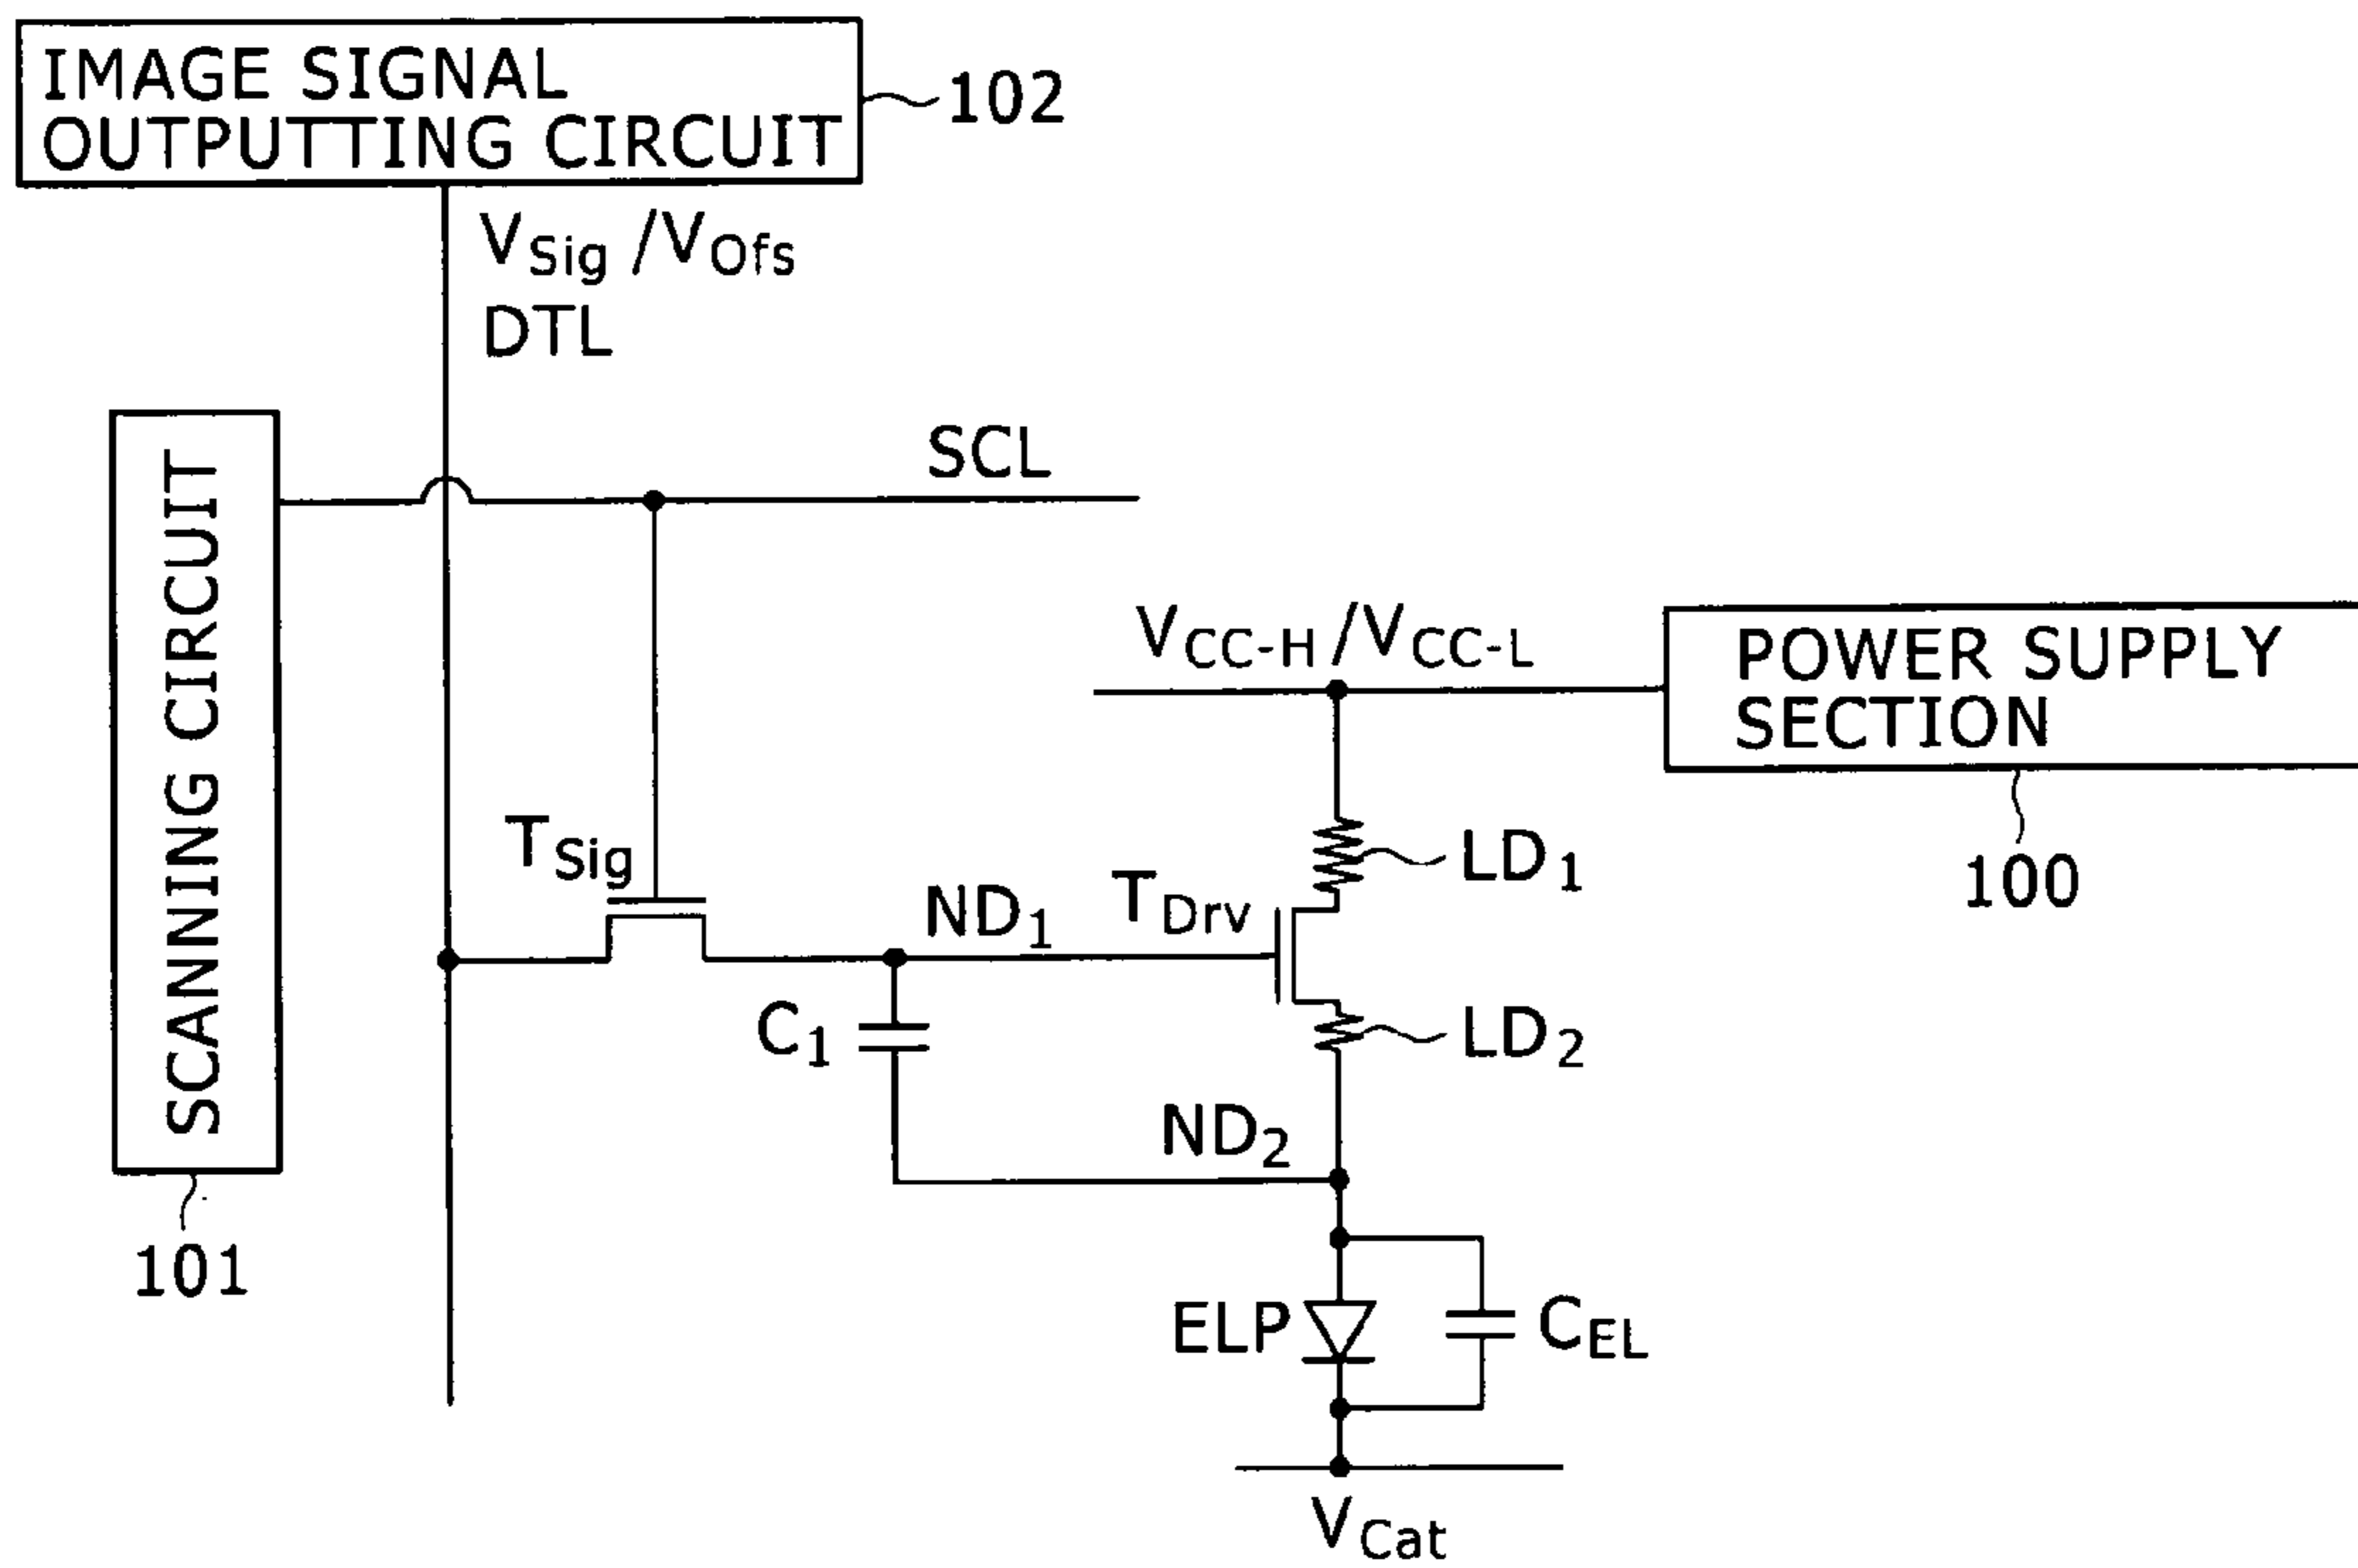 IMAGE SIGNAL
OUTPUTTING CIRCUIT
102
VSig /VOfs
DTL
SCL
SCANNING CIRCUIT
101
VCC-H /VCC-L
POWER SUPPLY
SECTION
100
TSig
ND1
TDrv
LD1
C1
LD2
ND2
ELP
CEL
VCat